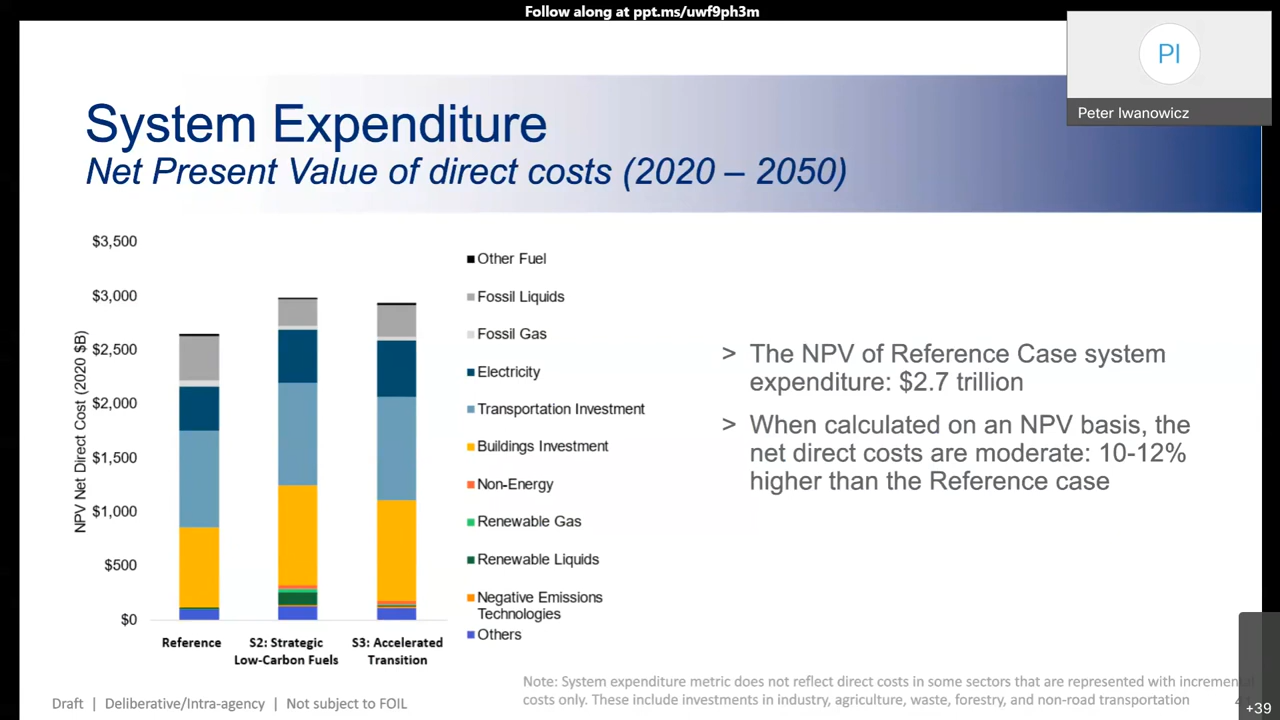 Follow along at ppt.ms/uwf9ph3m
PI
Peter Iwanowicz
System Expenditure
Net Present Value of direct costs (2020 – 2050)
NPV Net Direct Cost (2020 $B)
$3,500
$3,000
$2,500
$2,000
$1,500
$1,000
$500
$0
Reference
S2: Strategic
Low-Carbon Fuels
S3: Accelerated
Transition
Other Fuel
Fossil Liquids
Fossil Gas
Electricity
Transportation Investment
Buildings Investment
Non-Energy
Renewable Gas
Renewable Liquids
Negative Emissions
Technologies
Others
> The NPV of Reference Case system
expenditure: $2.7 trillion
> When calculated on an NPV basis, the
net direct costs are moderate: 10-12%
higher than the Reference case
Note: System expenditure metric does not reflect direct costs in some sectors that are represented with incremental
costs only. These include investments in industry, agriculture, waste, forestry, and non-road transportation
Draft | Deliberative/Intra-agency | Not subject to FOIL
+39